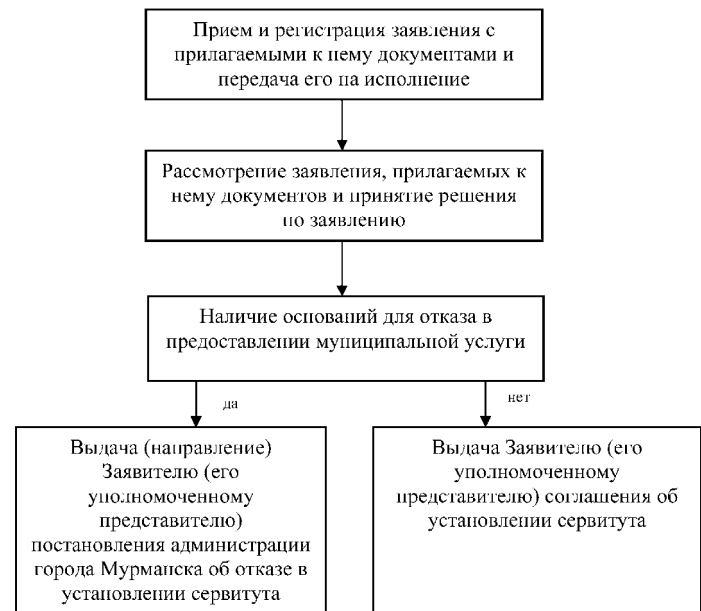 Прием и регистрация заявления с
прилагаемыми к нему документами и
передача его на исполнение
Рассмотрение заявления, прилагаемых к
нему документов и принятие решения
по заявлению
Наличие оснований для отказа в
предоставлении муниципальной услуги
да
нет
Выдача (направление)
Заявителю (его
уполномоченному
представителю)
постановления администрации
города Мурманска об отказе в
установлении сервитута
Выдача Заявителю (его
уполномоченному
представителю) соглашения об
установлении сервитута